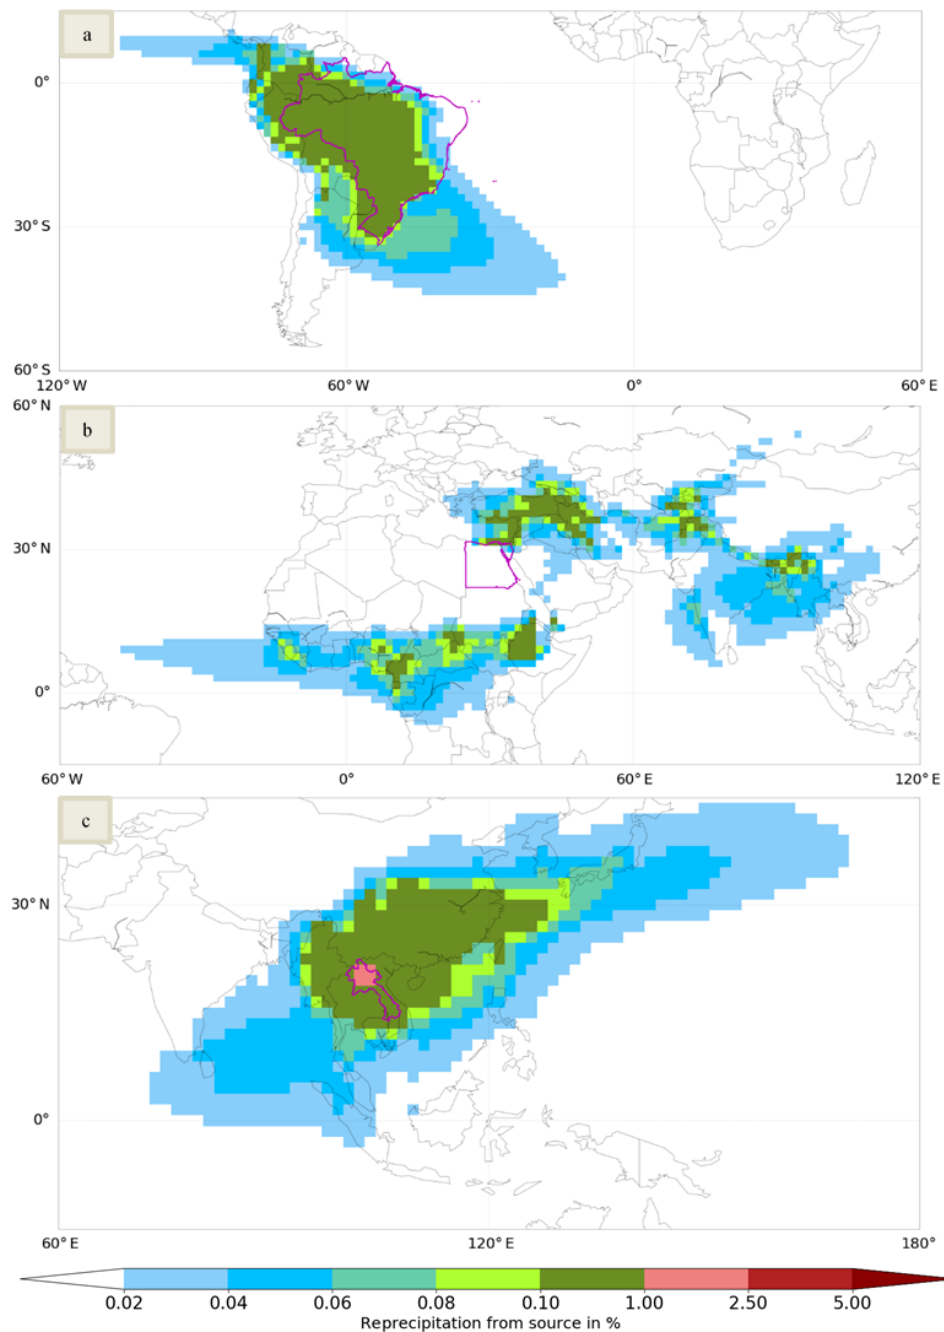 a
0°
30° S
60° S
120° W 60° W 0° 60° E
60° N
b
30° N
0°
60° W 0° 60° E 120° E
c
30° N
0°
60° E 120° E 180°
0.02 0.04 0.06 0.08 0.10 1.00 2.50 5.00
Reprecipitation from source in %